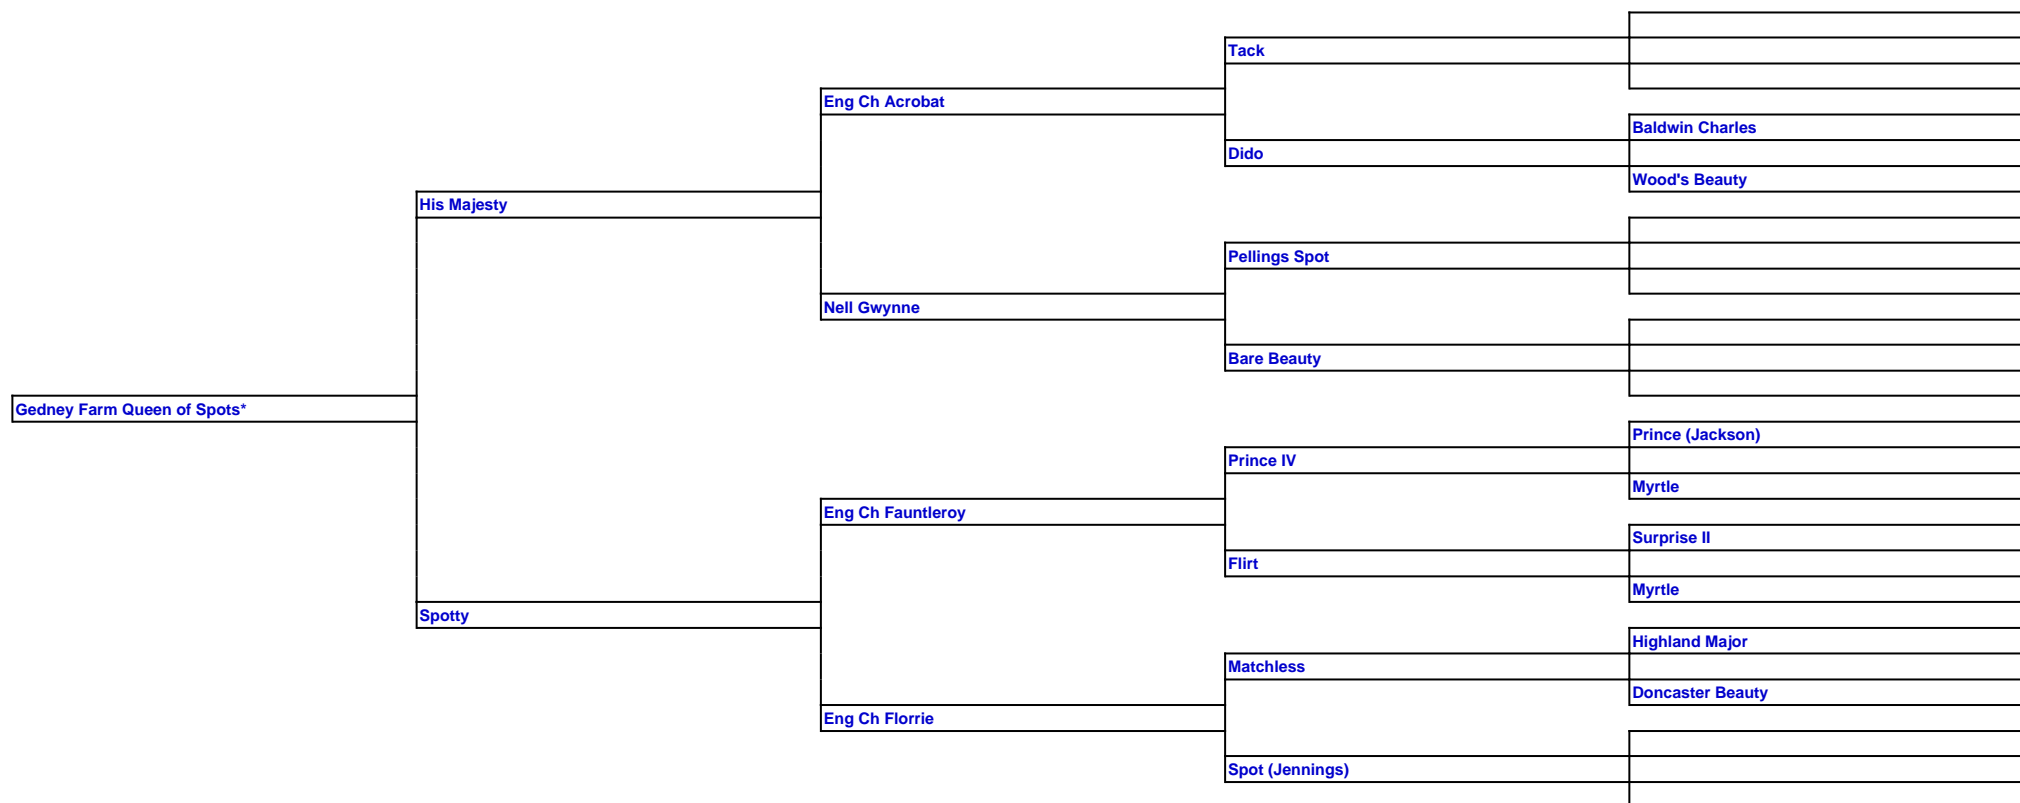 Tack
Eng Ch Acrobat
Baldwin Charles
Dido
Wood's Beauty
His Majesty
Pellings Spot
Nell Gwynne
Bare Beauty
Gedney Farm Queen of Spots*
Prince (Jackson)
Prince IV
Myrtle
Eng Ch Fauntleroy
Surprise II
Flirt
Myrtle
Spotty
Highland Major
Matchless
Doncaster Beauty
Eng Ch Florrie
Spot (Jennings)